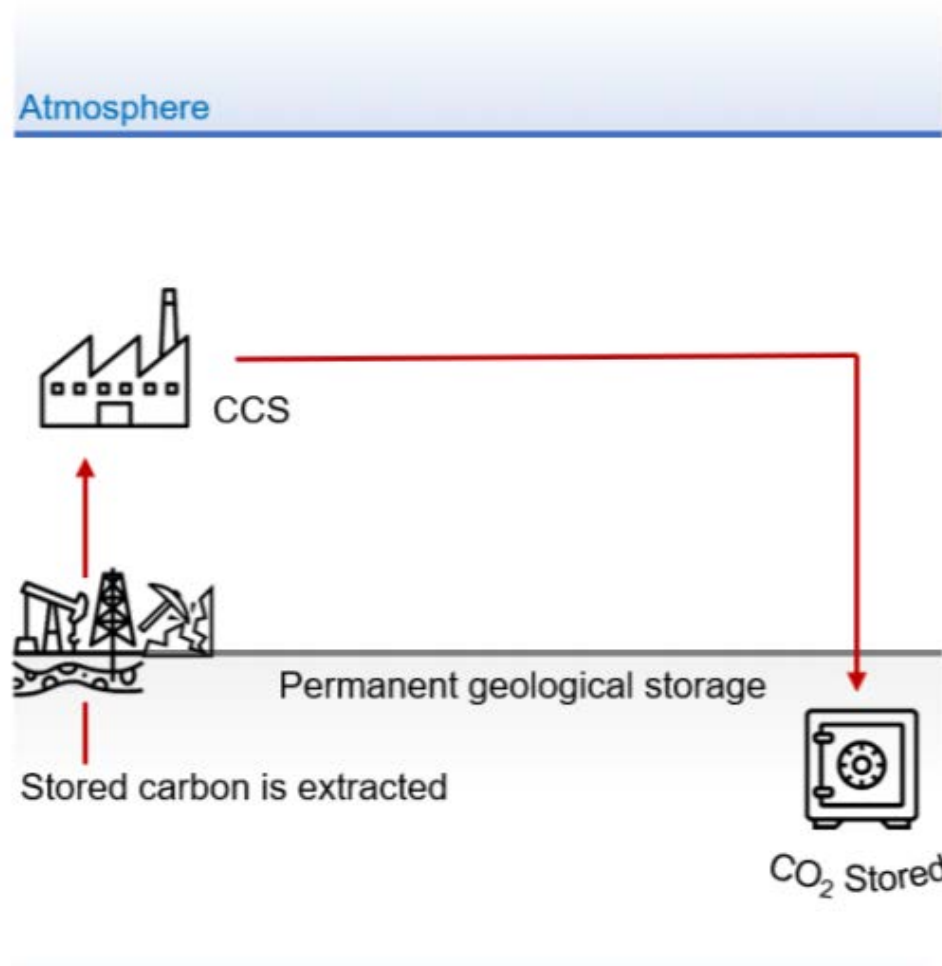 Atmosphere
CCS
Permanent geological storage
Stored carbon is extracted
CO₂ Stored